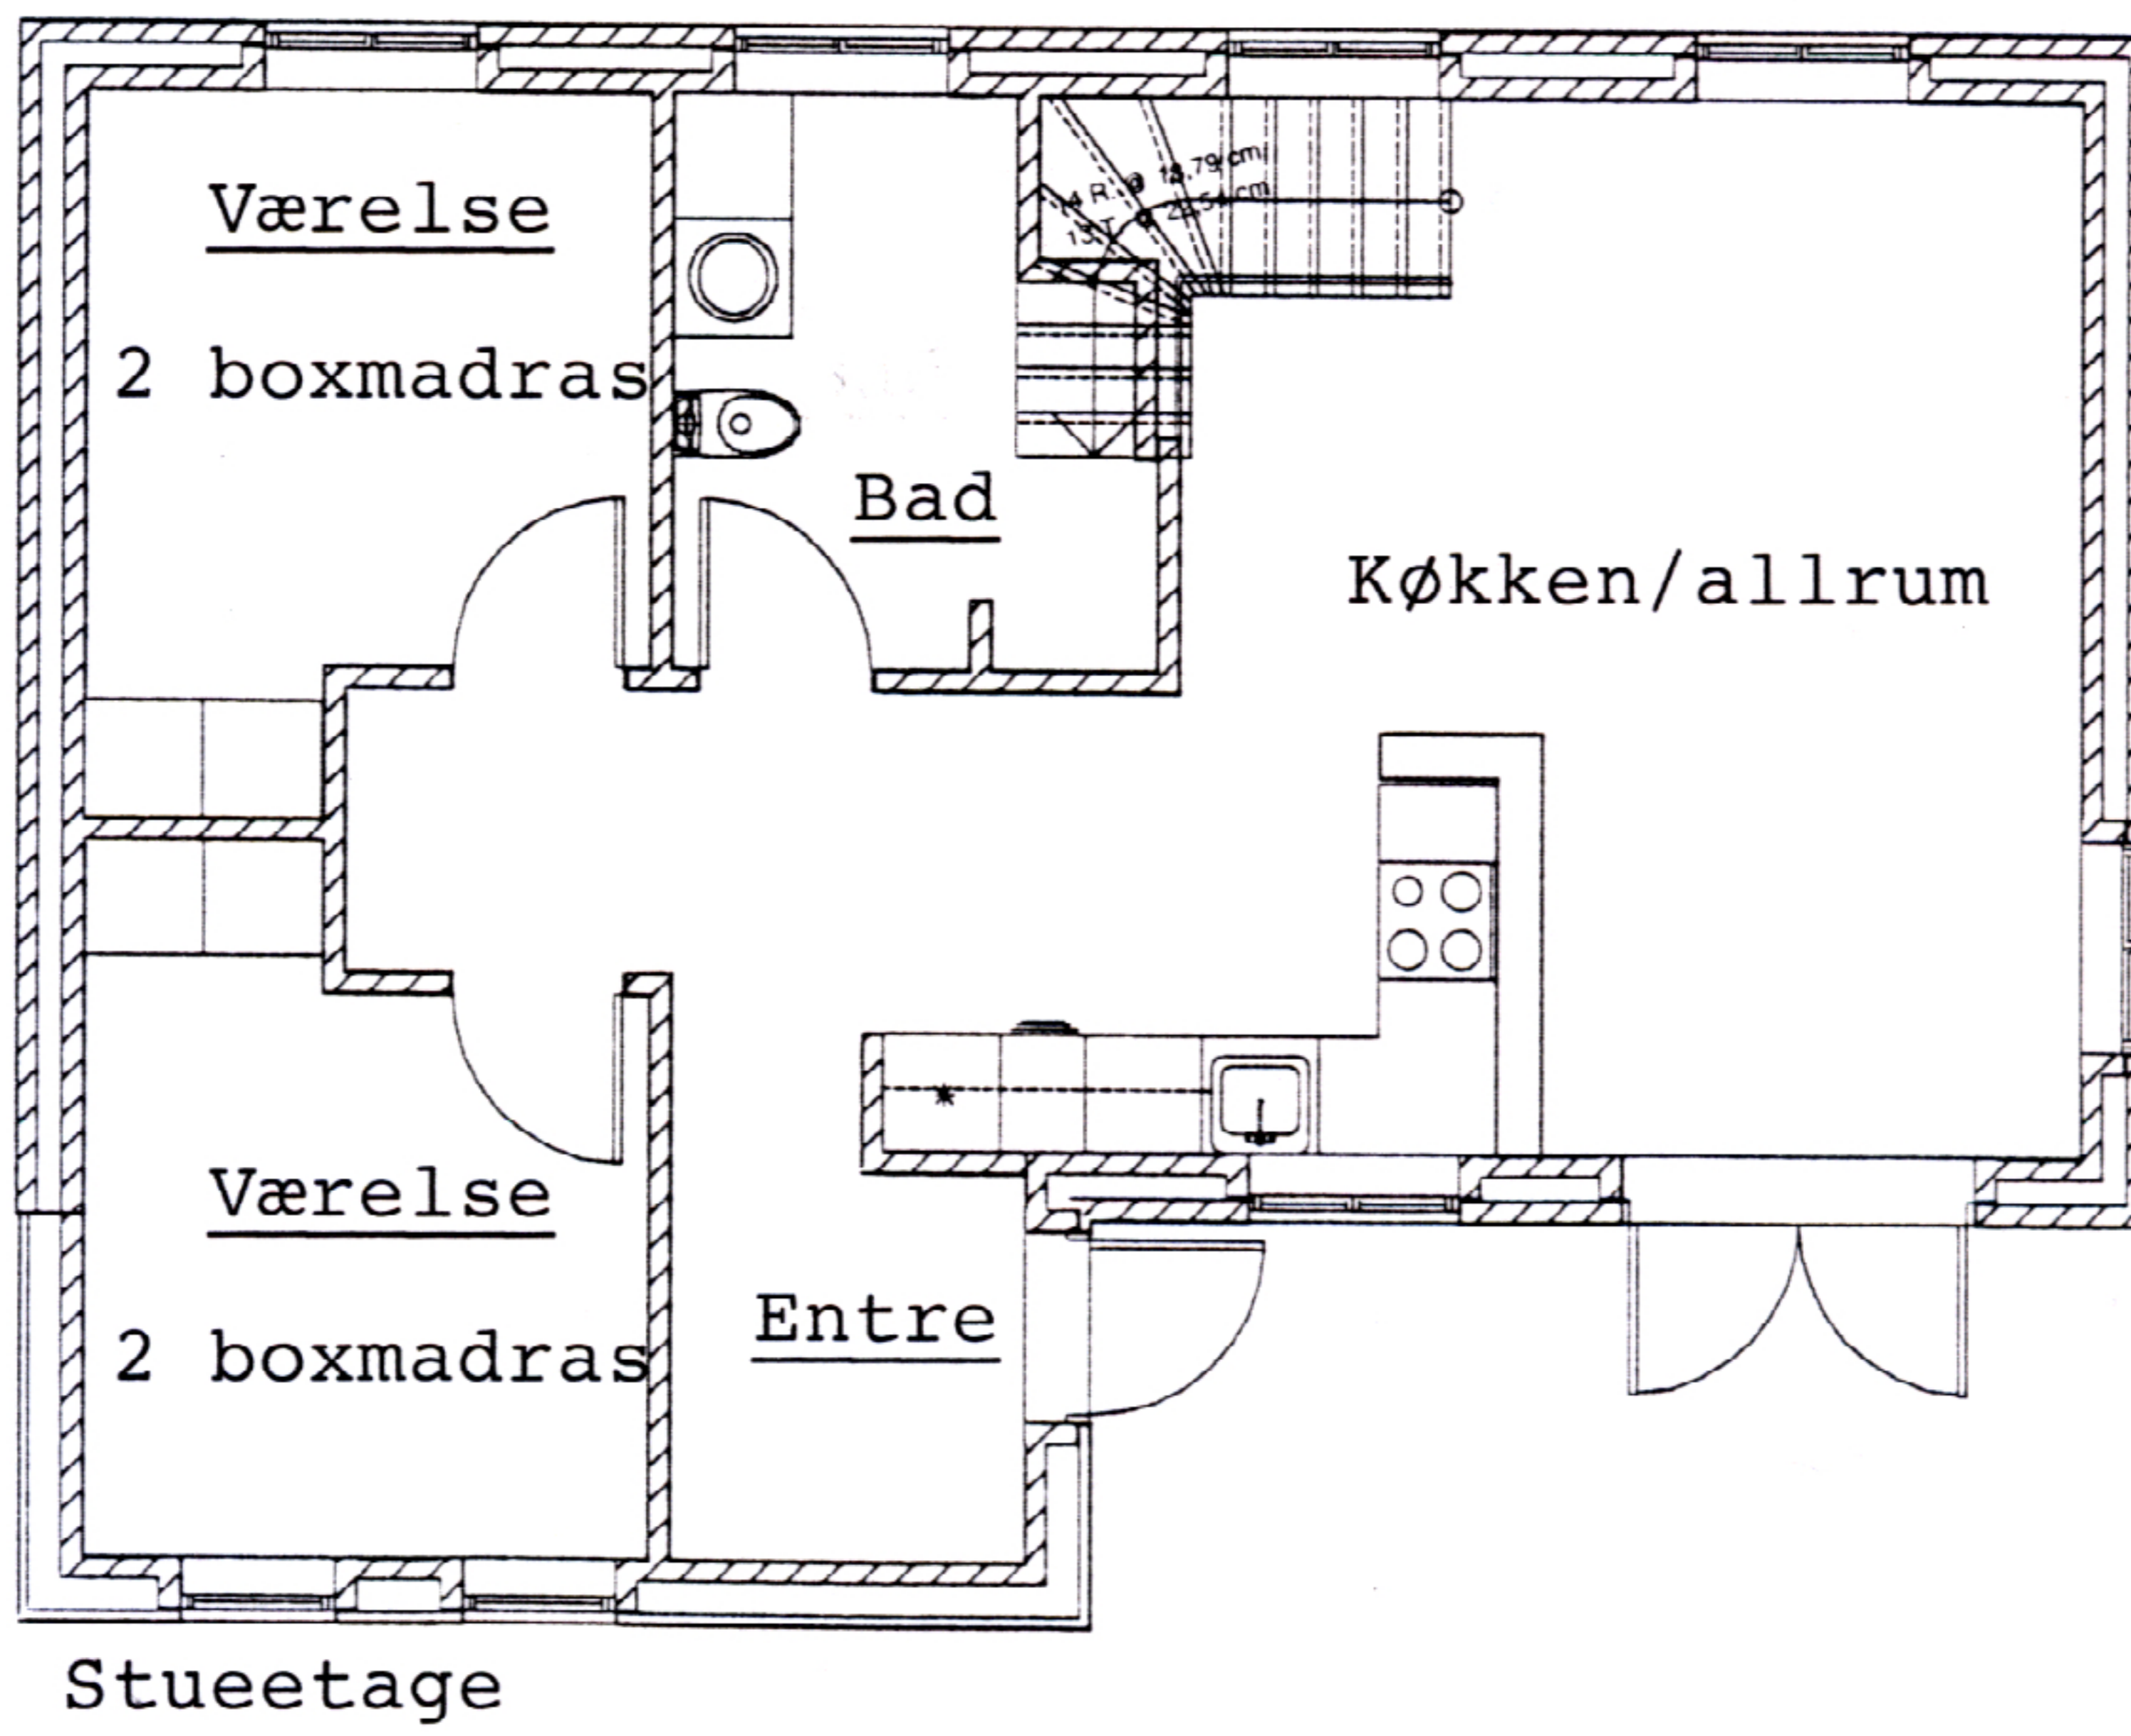 Værelse
2 boxmadras
Bad
Køkken/allrum
Værelse
2 boxmadras
Entre
Stueetage